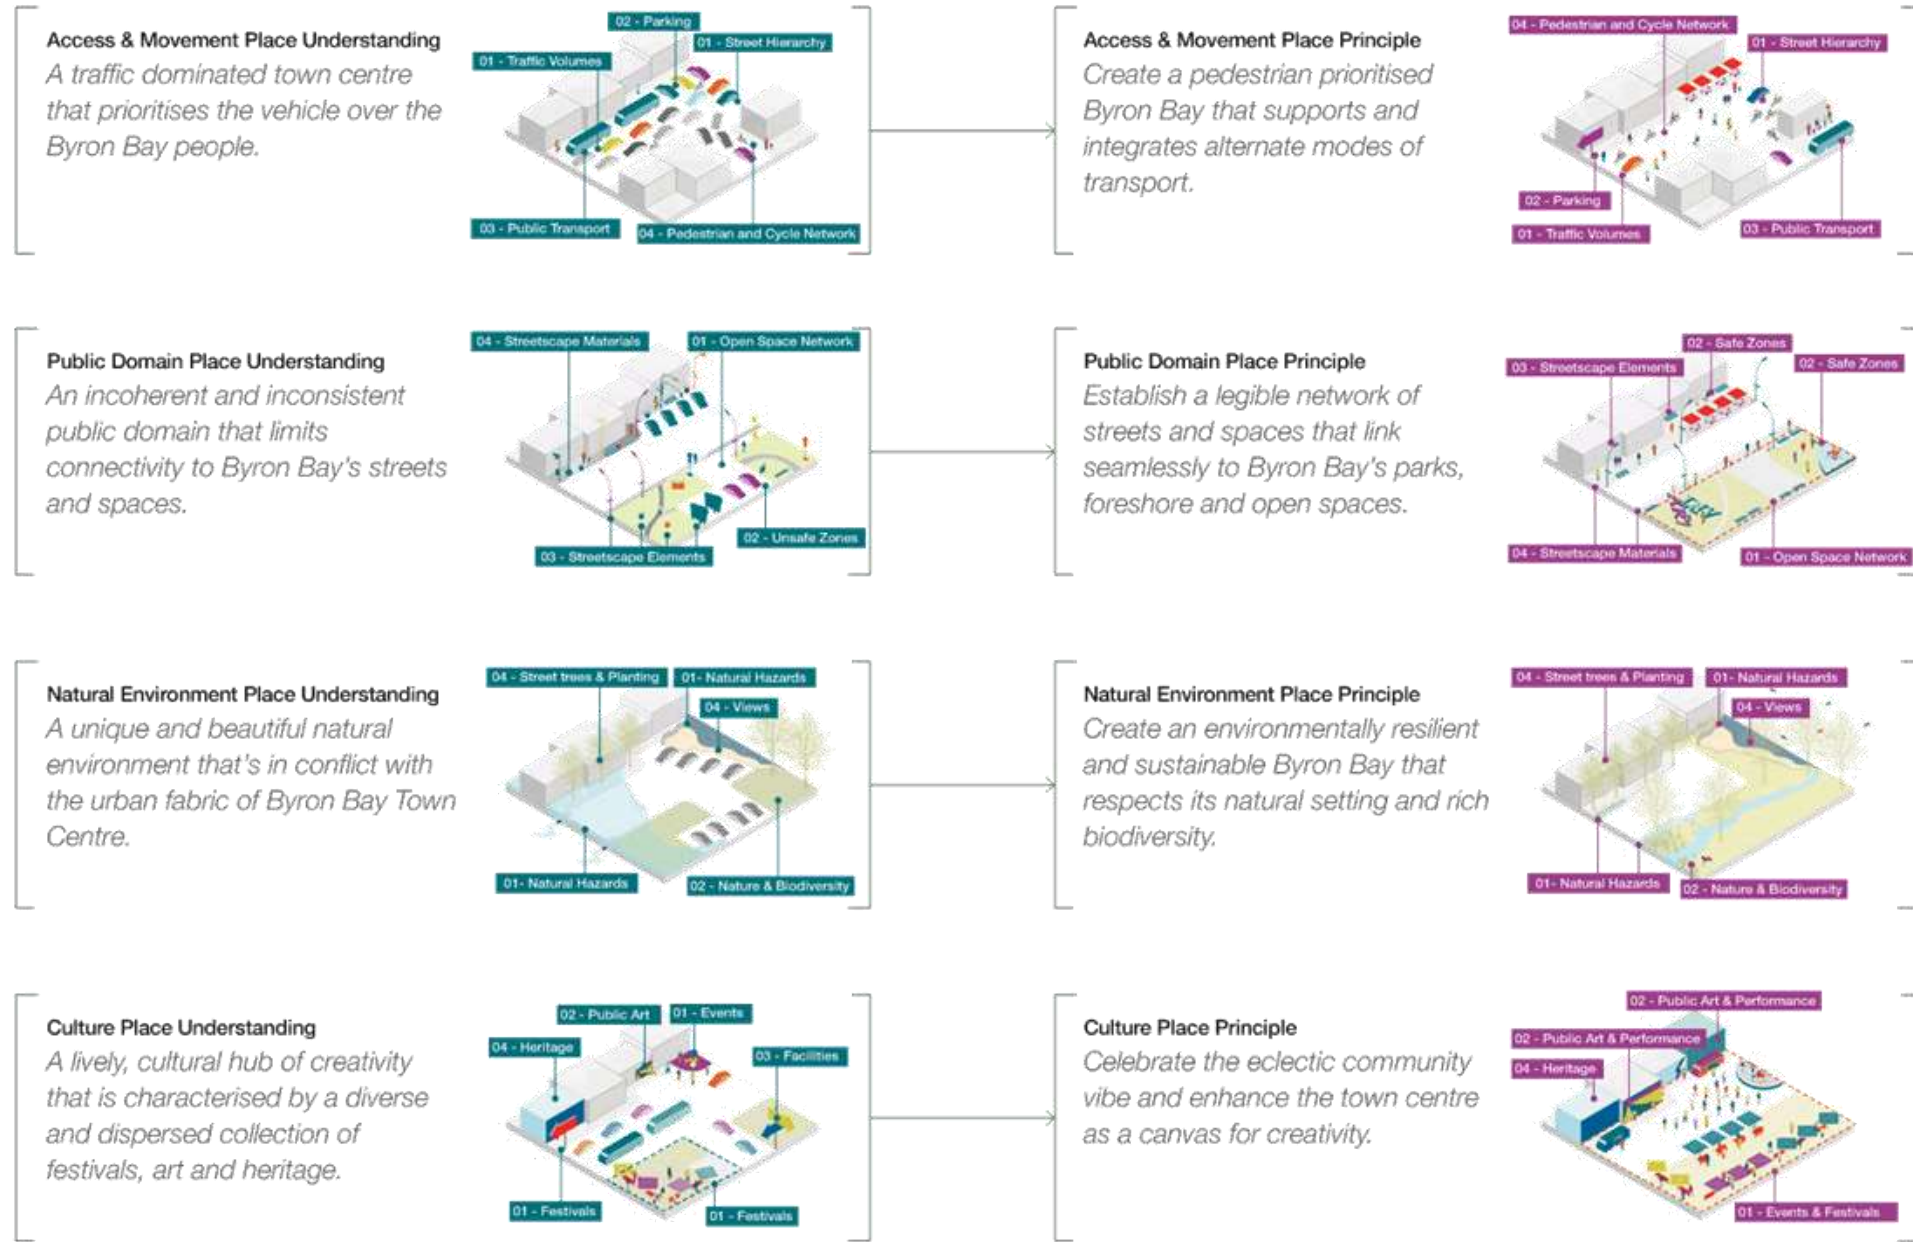 Access & Movement Place Understanding
A traffic dominated town centre
that prioritises the vehicle over the
Byron Bay people.
02 - Parking
01 - Street Hierarchy
01 - Traffic Volumes
03 - Public Transport
04 - Pedestrian and Cycle Network
Access & Movement Place Principle
Create a pedestrian prioritised
Byron Bay that supports and
integrates alternate modes of
transport.
04 - Pedestrian and Cycle Network
01 - Street Hierarchy
02 - Parking
01 - Traffic Volumes
03 - Public Transport
Public Domain Place Understanding
An incoherent and inconsistent
public domain that limits
connectivity to Byron Bay's streets
and spaces.
04 - Streetscape Materials
01 - Open Space Network
02 - Unsafe Zones
03 - Streetscape Elements
Public Domain Place Principle
Establish a legible network of
streets and spaces that link
seamlessly to Byron Bay's parks,
foreshore and open spaces.
02 - Safe Zones
03 - Streetscape Elements
02 - Safe Zones
04 - Streetscape Materials
01 - Open Space Network
Natural Environment Place Understanding
A unique and beautiful natural
environment that's in conflict with
the urban fabric of Byron Bay Town
Centre.
04 - Street trees & Planting
01- Natural Hazards
04 - Views
01- Natural Hazards
02 - Nature & Biodiversity
Natural Environment Place Principle
Create an environmentally resilient
and sustainable Byron Bay that
respects its natural setting and rich
biodiversity.
04 - Street trees & Planting
01- Natural Hazards
04 - Views
01- Natural Hazards
02 - Nature & Biodiversity
Culture Place Understanding
A lively, cultural hub of creativity
that is characterised by a diverse
and dispersed collection of
festivals, art and heritage.
02 - Public Art
01 - Events
04 - Heritage
03 - Facilities
01 - Festivals
01 - Festivals
Culture Place Principle
Celebrate the eclectic community
vibe and enhance the town centre
as a canvas for creativity.
02 - Public Art & Performance
02 - Public Art & Performance
04 - Heritage
01 - Events & Festivals